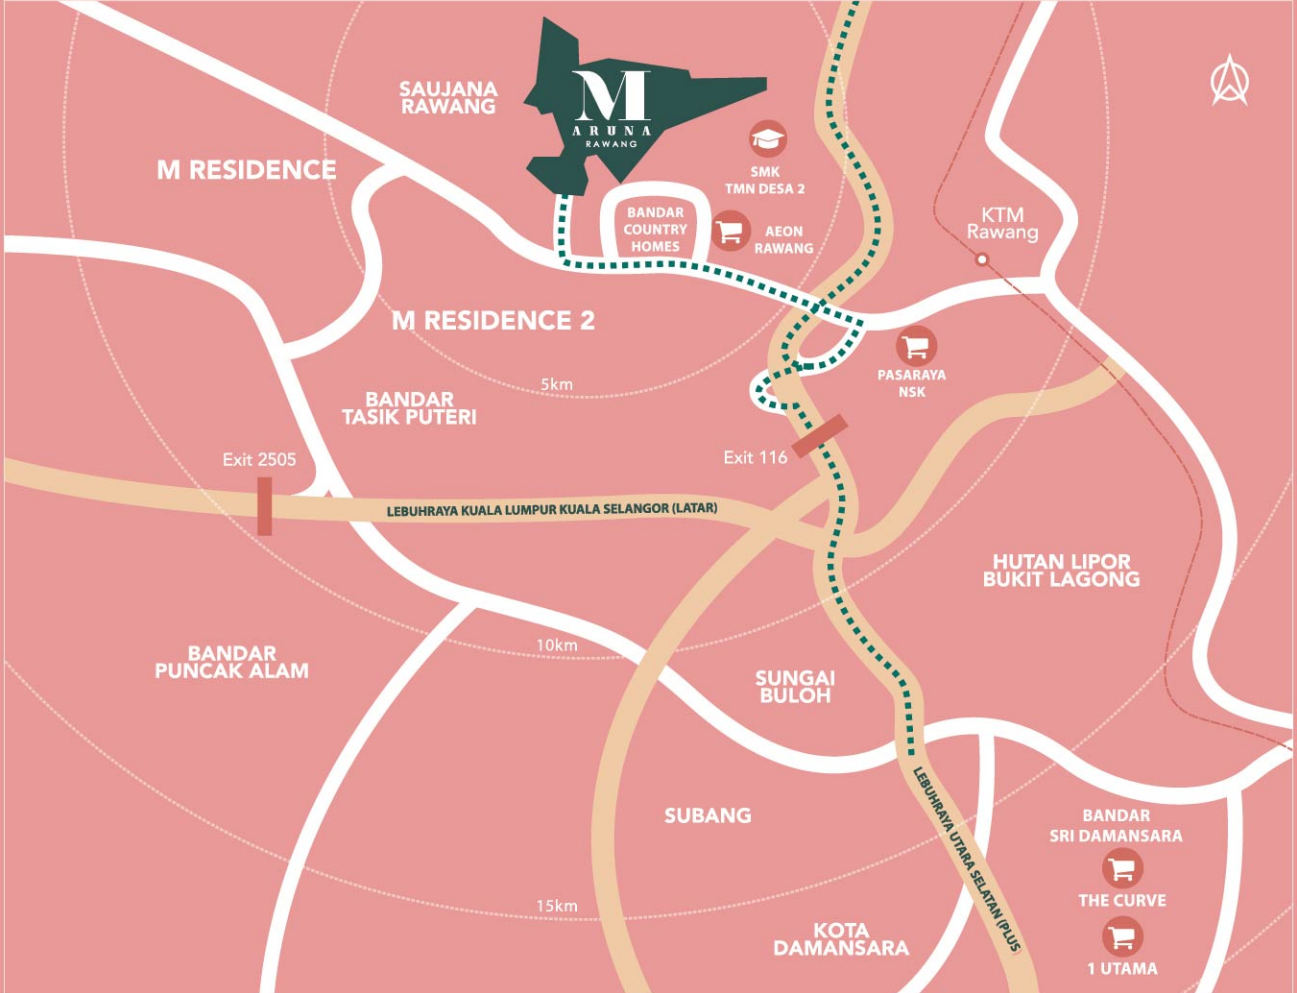 SAUJANA
RAWANG
M
ARUNA
RAWANG
M RESIDENCE
SMK
TMN DESA 2
BANDAR
COUNTRY
HOMES
AEON
RAWANG
KTM
Rawang
M RESIDENCE 2
PASARAYA
NSK
5km
BANDAR
TASIK PUTERI
Exit 2505
Exit 116
LEBUHRAYA KUALA LUMPUR KUALA SELANGOR (LATAR)
HUTAN LIPOR
BUKIT LAGONG
10km
BANDAR
PUNCAK ALAM
SUNGAI
BULOH
LEBUHRAYA UTARA SELATAN (PLUS)
SUBANG
BANDAR
SRI DAMANSARA
THE CURVE
15km
KOTA
DAMANSARA
1 UTAMA